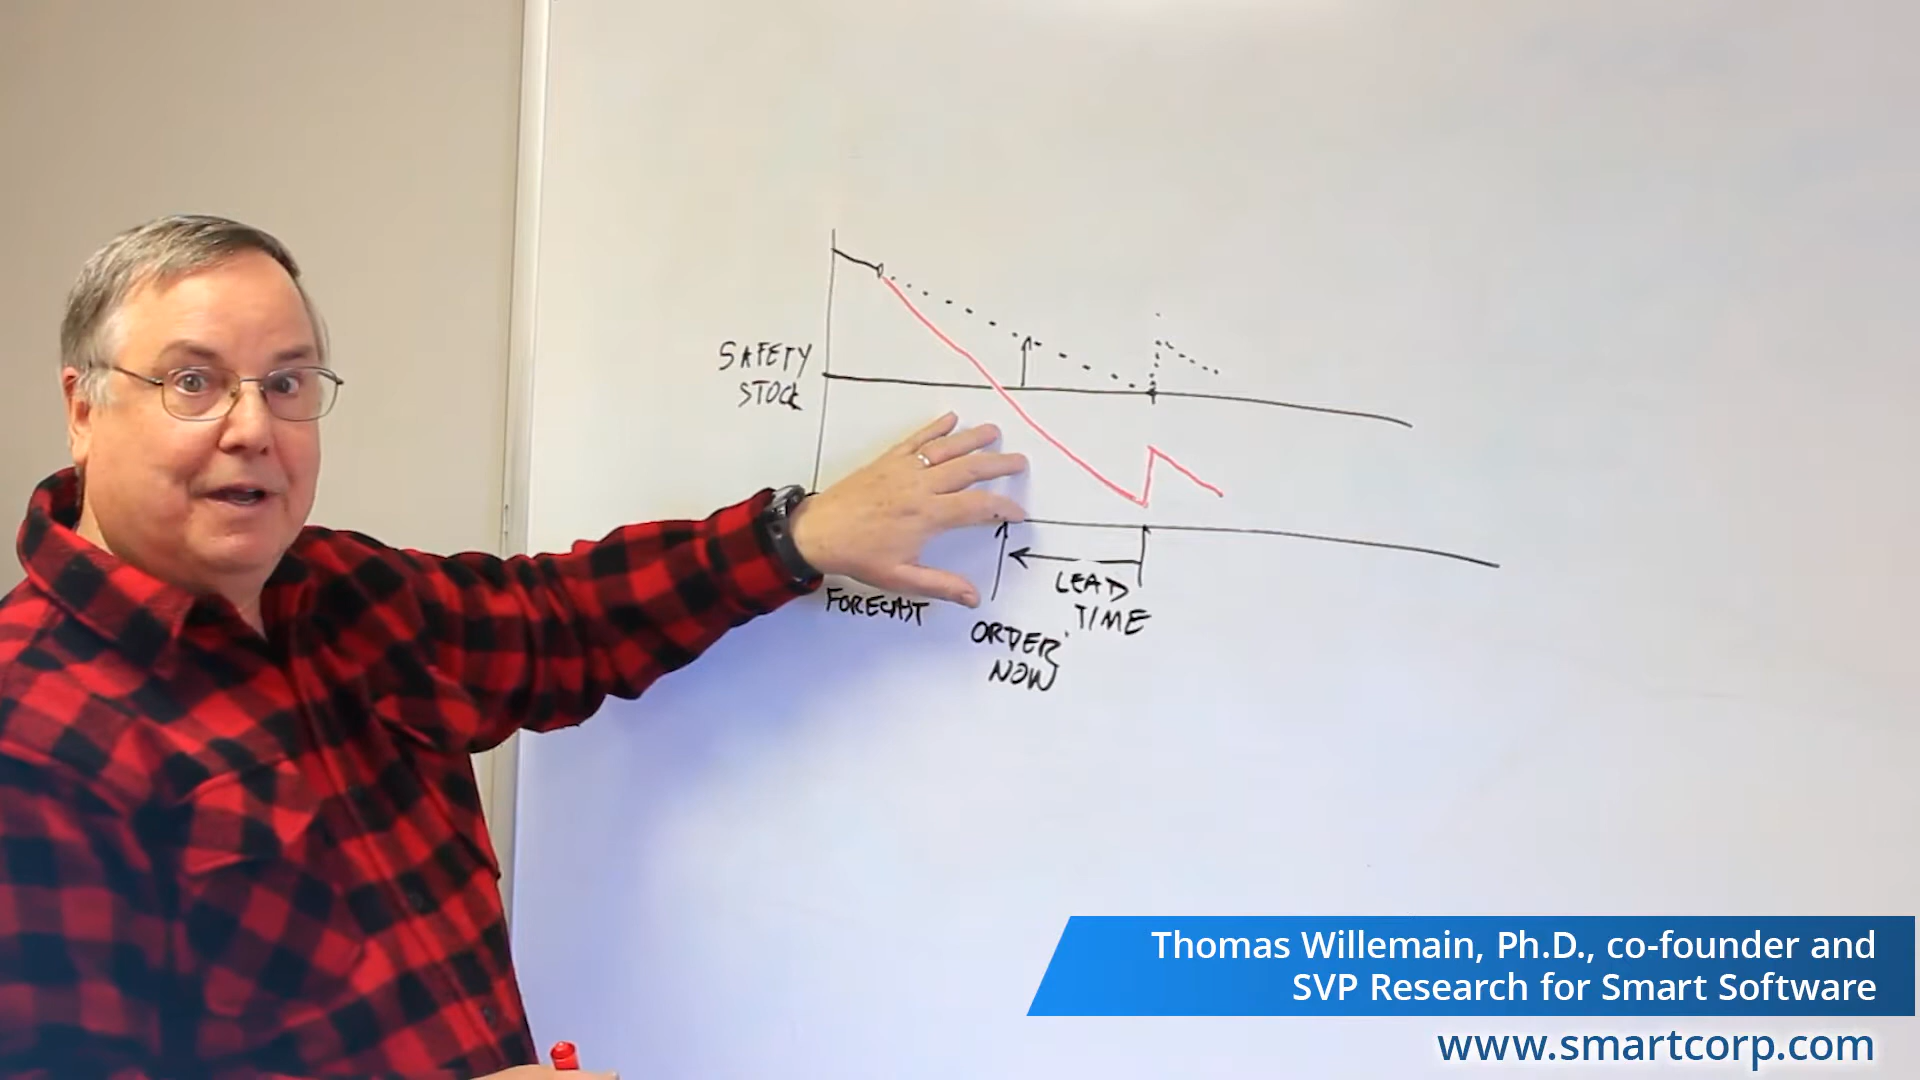 SAFETY
STOCK
FORECAST
ORDER
NOW
LEAD
TIME
Thomas Willemain, Ph.D., co-founder and
SVP Research for Smart Software
www.smartcorp.com